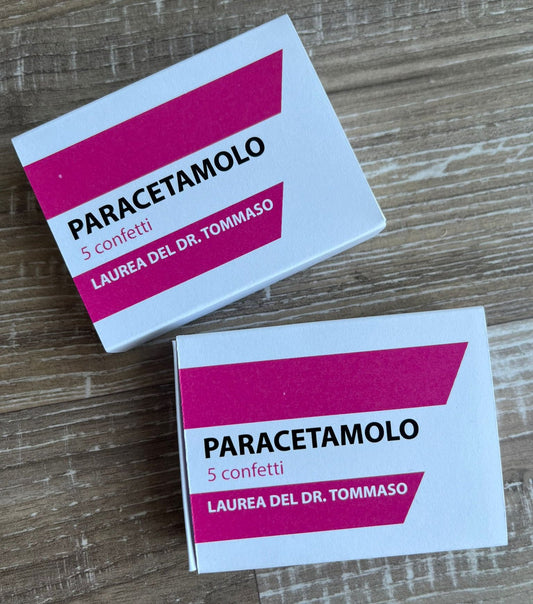 PARACETAMOLO
5 confetti
LAUREA DEL DR. TOMMASO
PARACETAMOLO
5 confetti
LAUREA DEL DR. TOMMASO